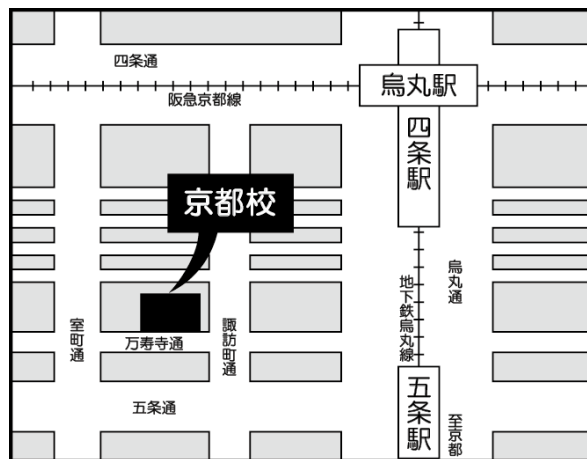 四条通
烏丸駅
阪急京都線
四条駅
京都校
烏丸通
地下鉄烏丸線
室町通
諏訪町通
万寿寺通
五条通
五条駅
至京都